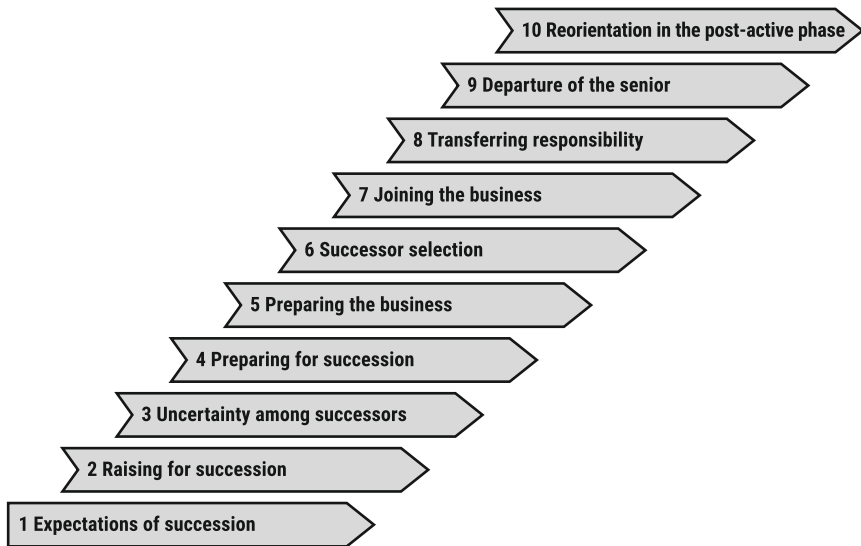 10 Reorientation in the post-active phase
9 Departure of the senior
8 Transferring responsibility
7 Joining the business
6 Successor selection
5 Preparing the business
4 Preparing for succession
3 Uncertainty among successors
2 Raising for succession
1 Expectations of succession